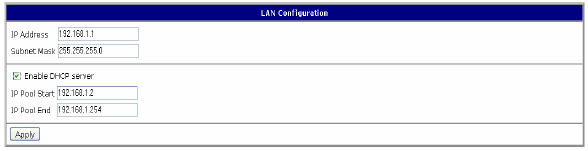 LAN Configuration
IP Address 192.168.1.1
Subnet Mask 255.255.255.0
Enable DHCP server
IP Pool Start 192.168.1.2
IP Pool End 192.168.1.254
Apply